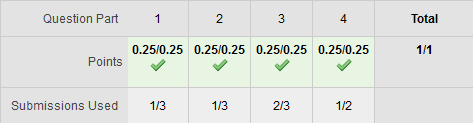 Question Part 1 2 3 4 Total
Points 0.25/0.25 0.25/0.25 0.25/0.25 0.25/0.25 1/1
Submissions Used 1/3 1/3 2/3 1/2